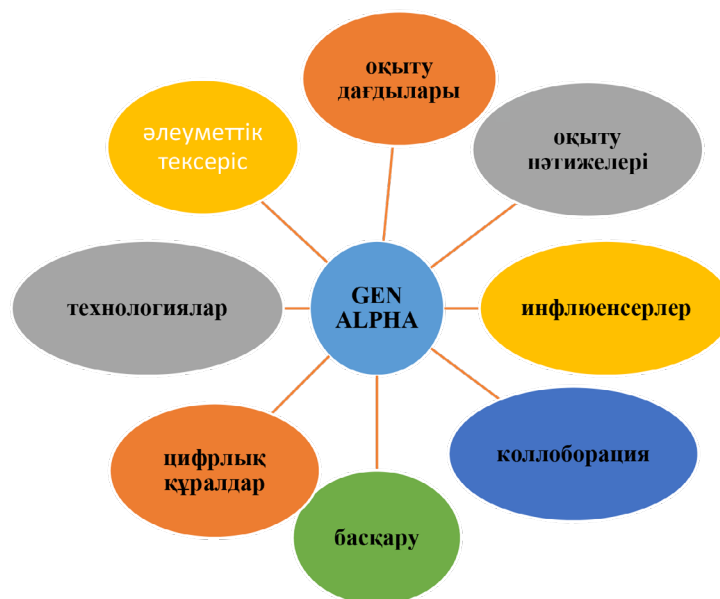 оқыту
дағдылары
әлеуметтік
тексеріс
оқыту
нәтижелері
технологиялар
GEN
ALPHA
инфлюенсерлер
цифрлық
құралдар
коллоборация
басқару